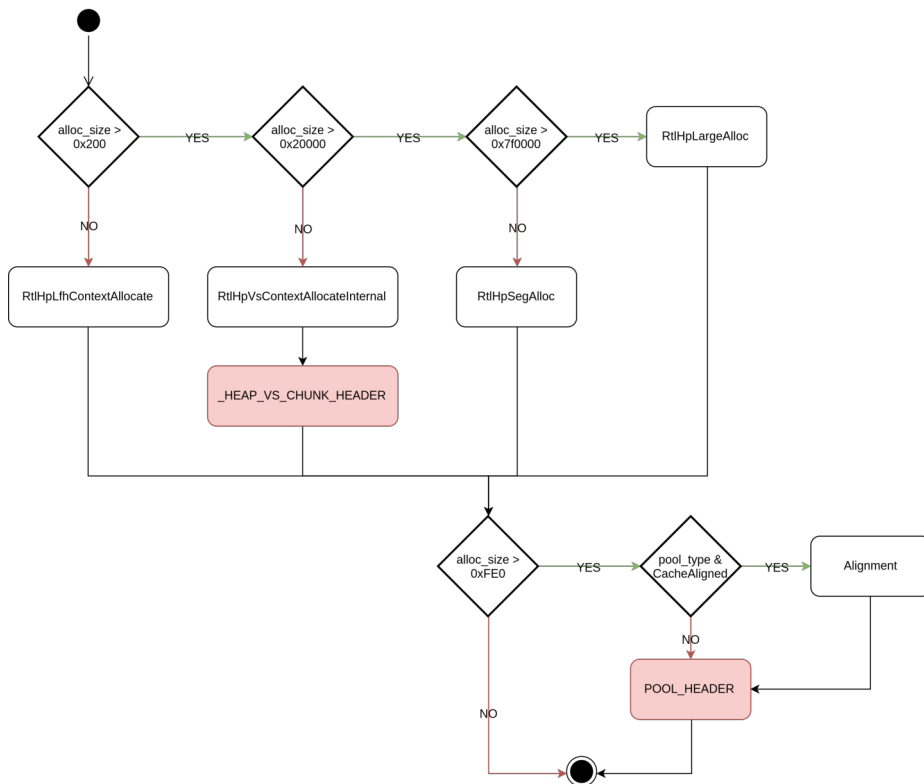 alloc_size >
0x200
YES
alloc_size >
0x20000
YES
alloc_size >
0x7f0000
YES
RtlHpLargeAlloc
NO
NO
NO
RtlHpLfhContextAllocate
RtlHpVsContextAllocateInternal
RtlHpSegAlloc
_HEAP_VS_CHUNK_HEADER
alloc_size >
0xFE0
YES
pool_type &
CacheAligned
YES
Alignment
NO
POOL_HEADER
NO